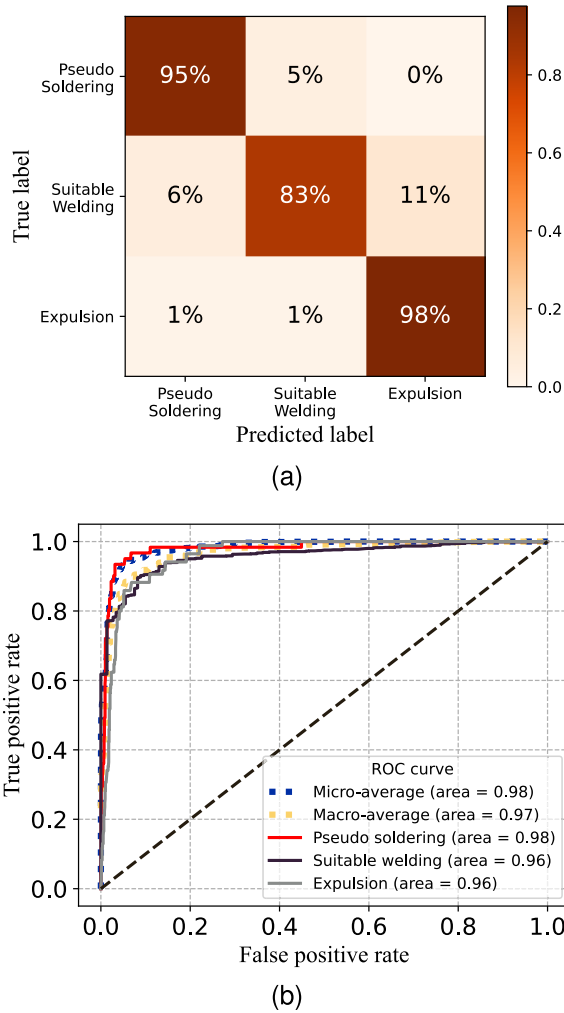 Pseudo
Soldering
95%
5%
0%
Suitable
Welding
6%
83%
11%
Expulsion
1%
1%
98%
Pseudo
Soldering
Suitable
Welding
Expulsion
True label
Predicted label
0.8
0.6
0.4
0.2
0.0
(a)
1.0
0.8
0.6
0.4
0.2
0.0
True positive rate
ROC curve
Micro-average (area = 0.98)
Macro-average (area = 0.97)
Pseudo soldering (area = 0.98)
Suitable welding (area = 0.96)
Expulsion (area = 0.96)
0.0
0.2
0.4
0.6
0.8
1.0
False positive rate
(b)